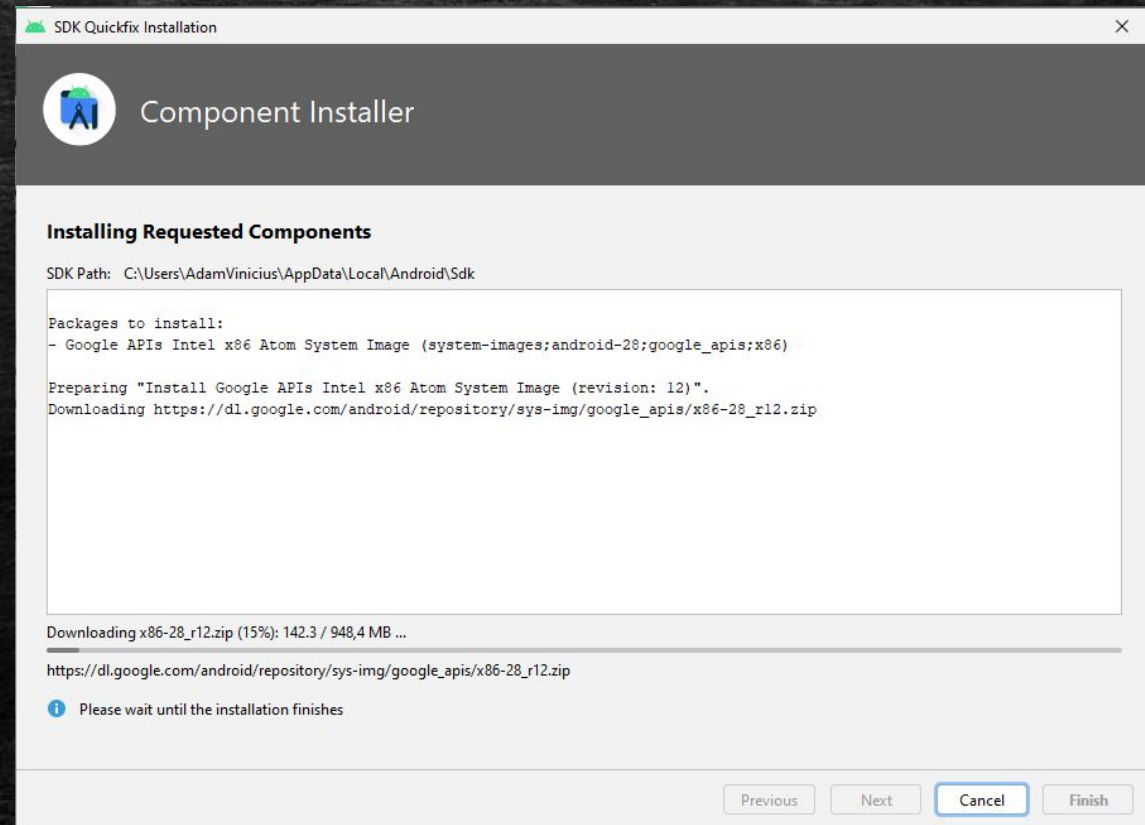 SDK Quickfix Installation
Component Installer
Installing Requested Components
SDK Path: C:\Users\AdamVinicius\AppData\Local\Android\Sdk
Packages to install:
- Google APIs Intel x86 Atom System Image (system-images;android-28;google_apis;x86)
Preparing "Install Google APIs Intel x86 Atom System Image (revision: 12)".
Downloading https://dl.google.com/android/repository/sys-img/google_apis/x86-28_r12.zip
Downloading x86-28_r12.zip (15%): 142.3 / 948,4 MB ...
https://dl.google.com/android/repository/sys-img/google_apis/x86-28_r12.zip
Please wait until the installation finishes
Previous Next Cancel Finish